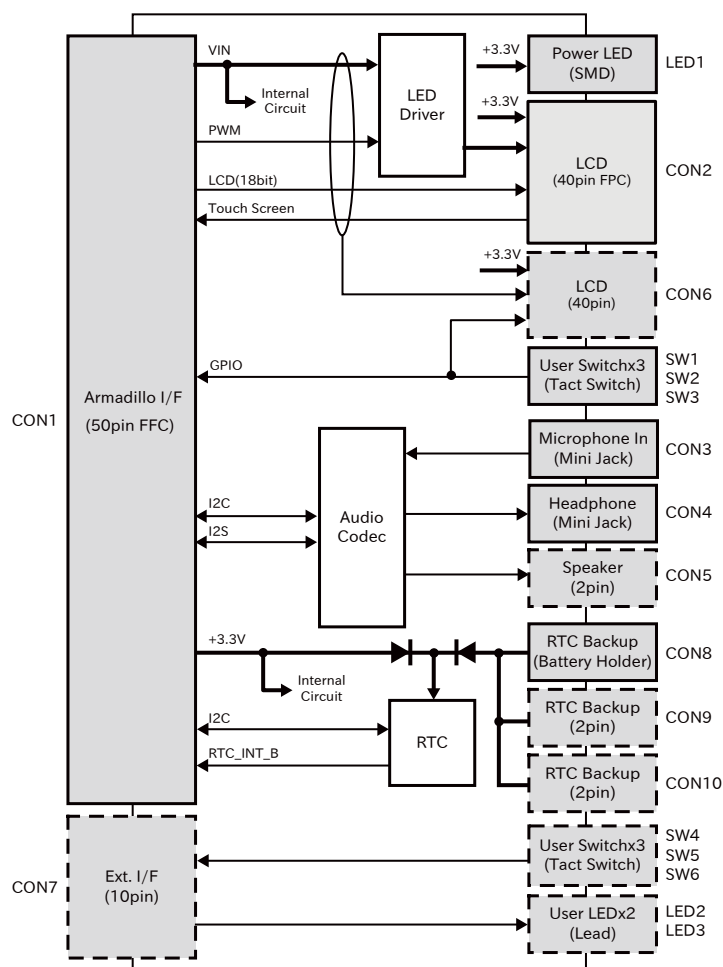 VIN
Internal
Circuit
LED
Driver
+3.3V
Power LED
(SMD)
LED1
+3.3V
PWM
LCD
(40pin FPC)
CON2
LCD(18bit)
Touch Screen
+3.3V
LCD
(40pin)
CON6
GPIO
User Switchx3
(Tact Switch)
SW1
SW2
SW3
CON1
Armadillo I/F
(50pin FFC)
Microphone In
(Mini Jack)
CON3
I2C
I2S
Audio
Codec
Headphone
(Mini Jack)
CON4
Speaker
(2pin)
CON5
+3.3V
Internal
Circuit
RTC Backup
(Battery Holder)
CON8
I2C
RTC_INT_B
RTC
RTC Backup
(2pin)
CON9
RTC Backup
(2pin)
CON10
CON7
Ext. I/F
(10pin)
User Switchx3
(Tact Switch)
SW4
SW5
SW6
User LEDx2
(Lead)
LED2
LED3